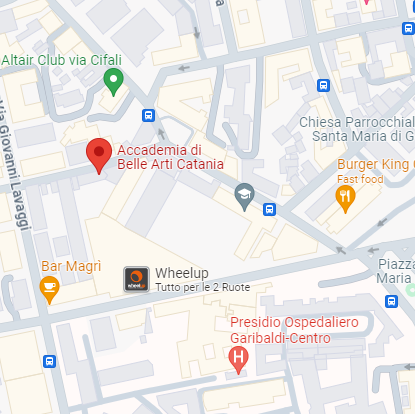 Altair Club via Cifali
Chiesa Parrocchial
Santa Maria di G
Accademia di
Belle Arti Catania
Burger King
Fast food
Via Giovanni Lavaggi
Wheelup
Tutto per le 2 Ruote
Bar Magrì
Piazza
Maria
Presidio Ospedaliero
Garibaldi-Centro
H